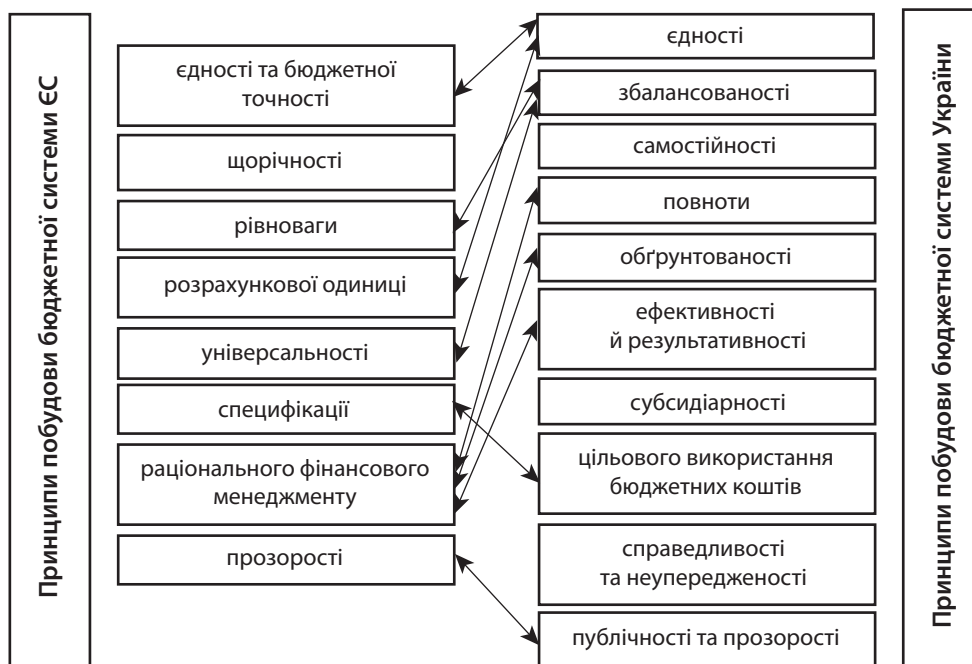 Принципи побудови бюджетної системи ЄС
єдності та бюджетної
точності
щорічності
рівноваги
розрахункової одиниці
універсальності
специфікації
раціонального фінансового
менеджменту
прозорості
єдності
збалансованості
самостійності
повноти
обґрунтованості
ефективності
й результативності
субсидіарності
цільового використання
бюджетних коштів
справедливості
та неупередженості
публічності та прозорості
Принципи побудови бюджетної системи України